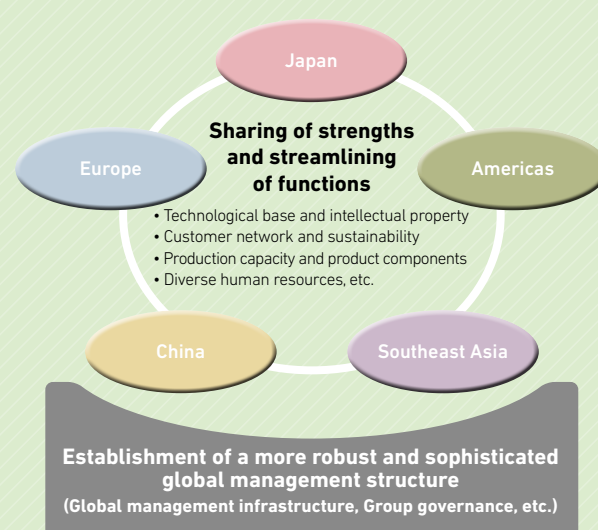 Japan
Sharing of strengths
and streamlining
of functions
Europe
Americas
• Technological base and intellectual property
• Customer network and sustainability
• Production capacity and product components
• Diverse human resources, etc.
China
Southeast Asia
Establishment of a more robust and sophisticated
global management structure
(Global management infrastructure, Group governance, etc.)